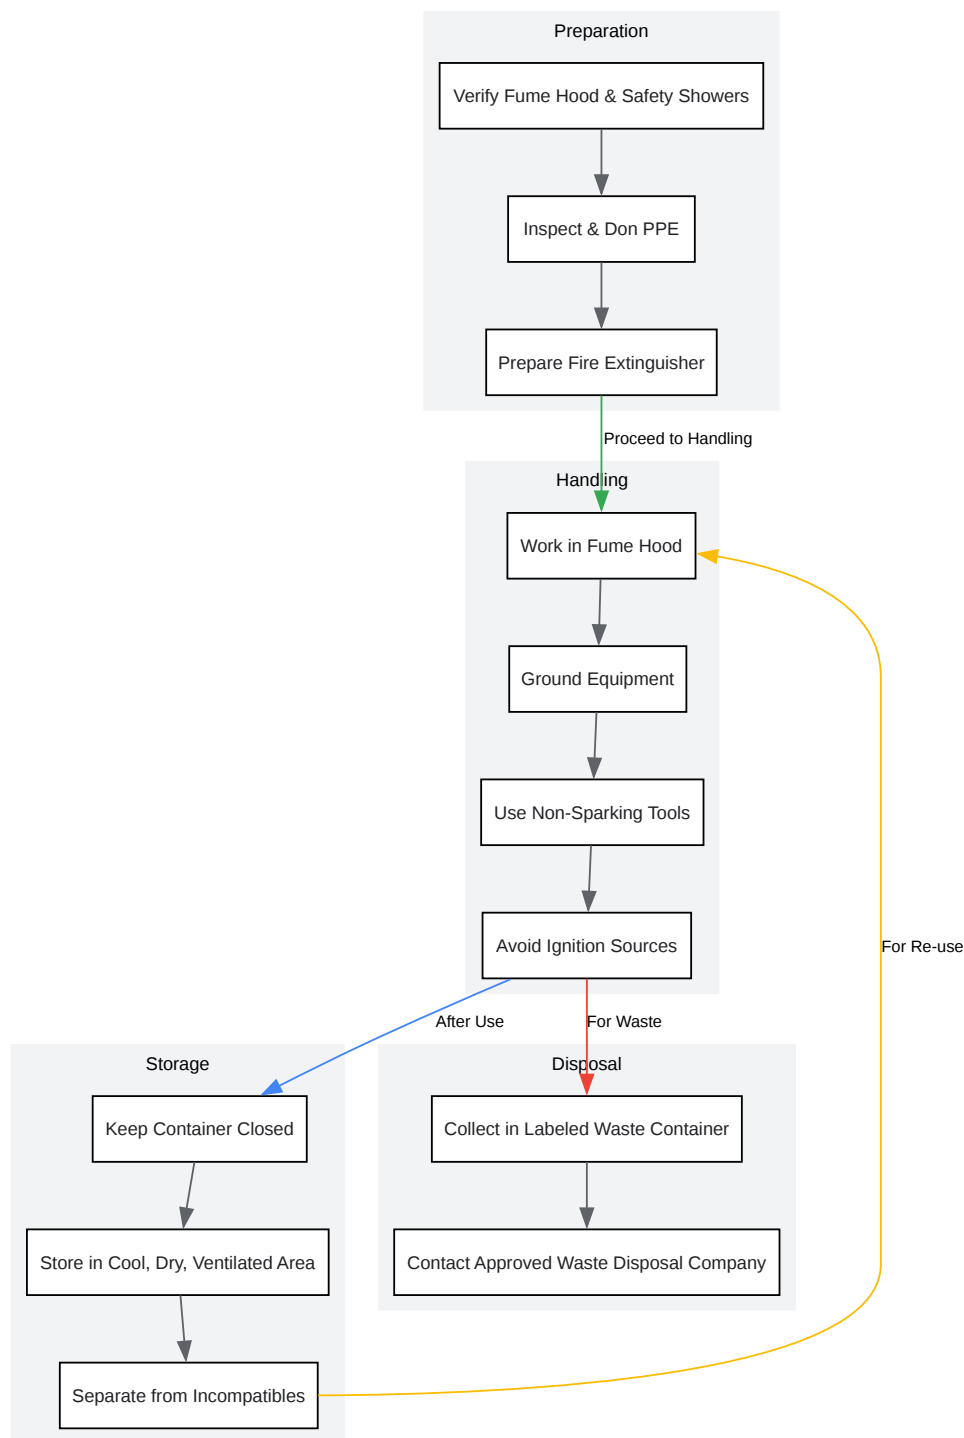 Preparation
Verify Fume Hood & Safety Showers
Inspect & Don PPE
Prepare Fire Extinguisher
Proceed to Handling
Handling
Work in Fume Hood
Ground Equipment
Use Non-Sparking Tools
Avoid Ignition Sources
For Re-use
After Use
For Waste
Storage
Keep Container Closed
Store in Cool, Dry, Ventilated Area
Separate from Incompatibles
Disposal
Collect in Labeled Waste Container
Contact Approved Waste Disposal Company